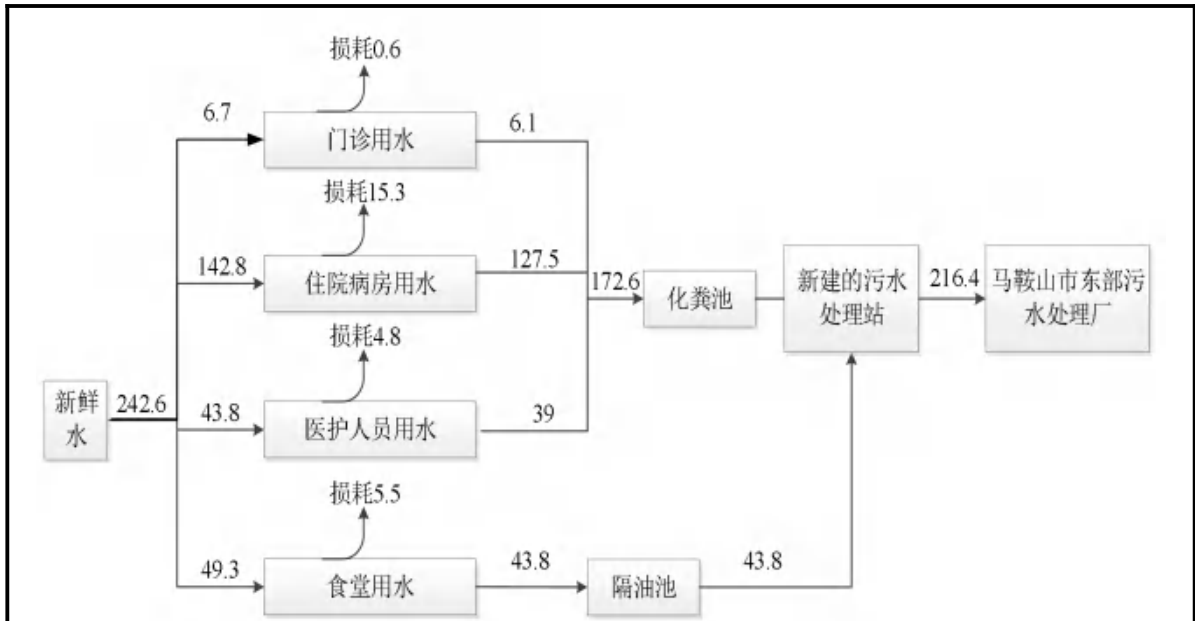 损耗0.6
6.7
门诊用水
6.1
损耗15.3
142.8
住院病房用水
127.5
172.6
化粪池
新建的污水
处理站
216.4
马鞍山市东部污
水处理厂
损耗4.8
新鲜
水
242.6
43.8
医护人员用水
39
损耗5.5
49.3
食堂用水
43.8
隔油池
43.8